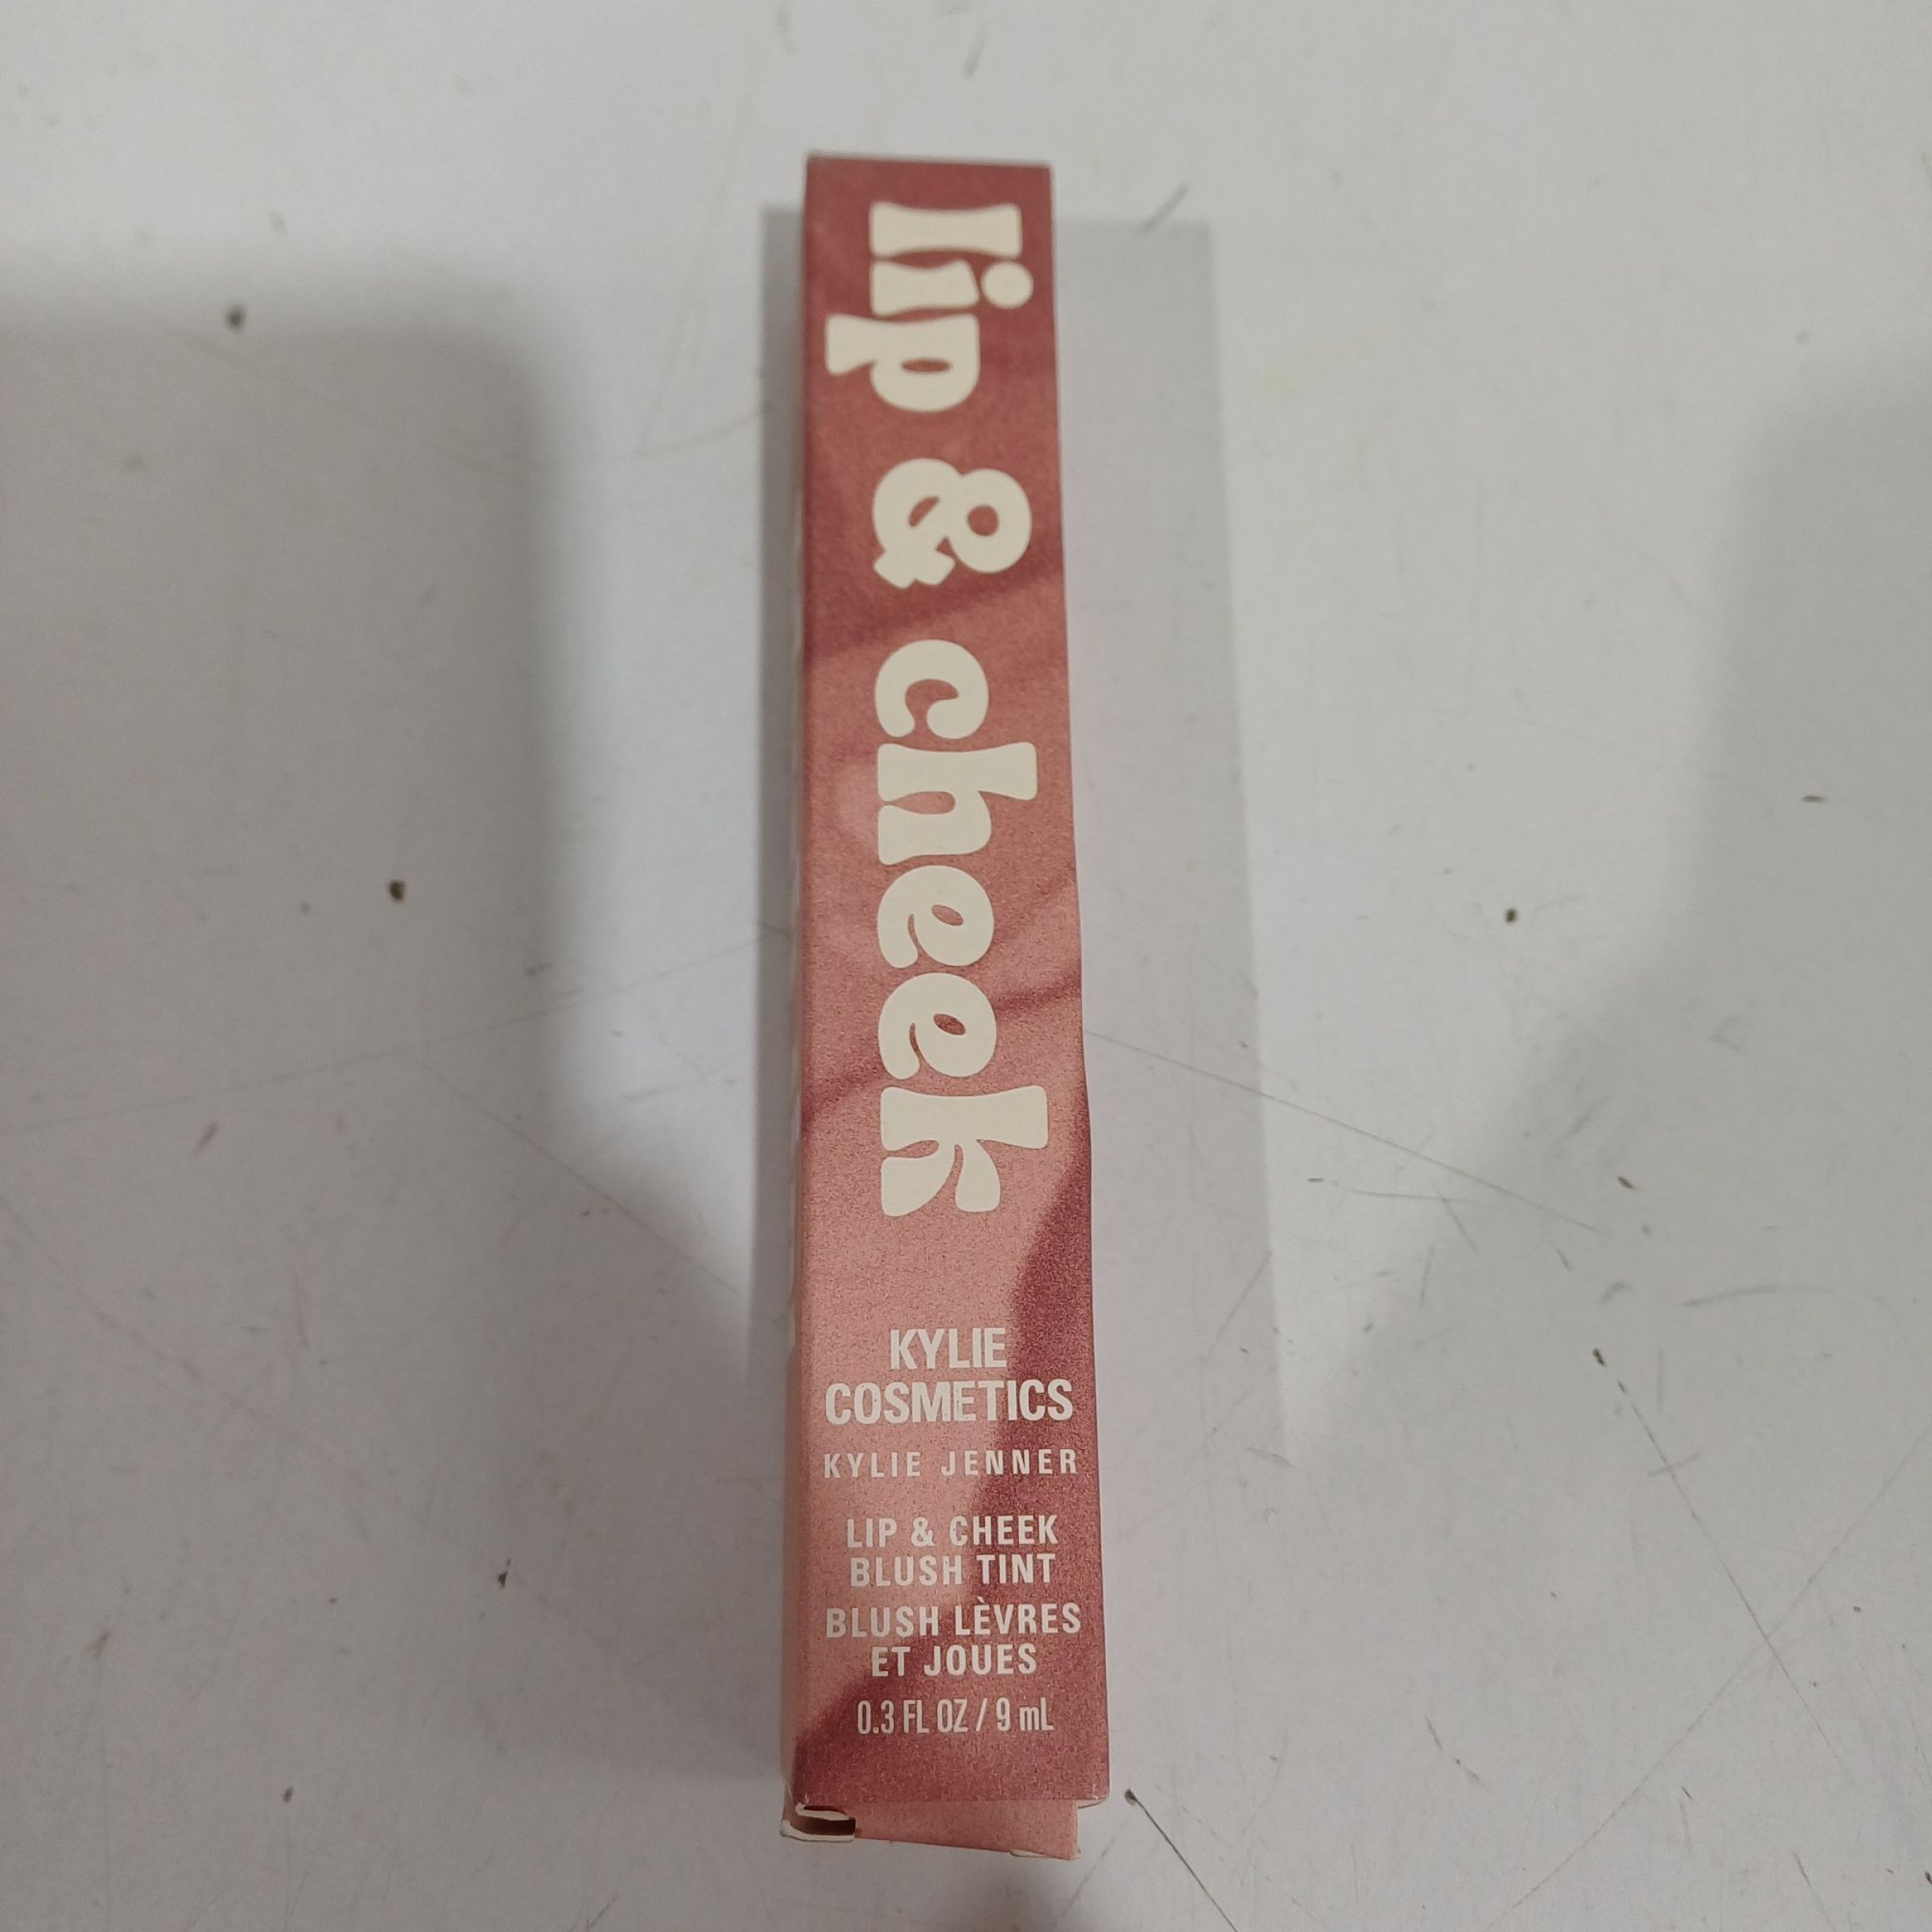 lip & cheek
KYLIE
COSMETICS
KYLIE JENNER
LIP & CHEEK
BLUSH TINT
BLUSH LÈVRES
ET JOUES
0.3 FL OZ / 9 mL